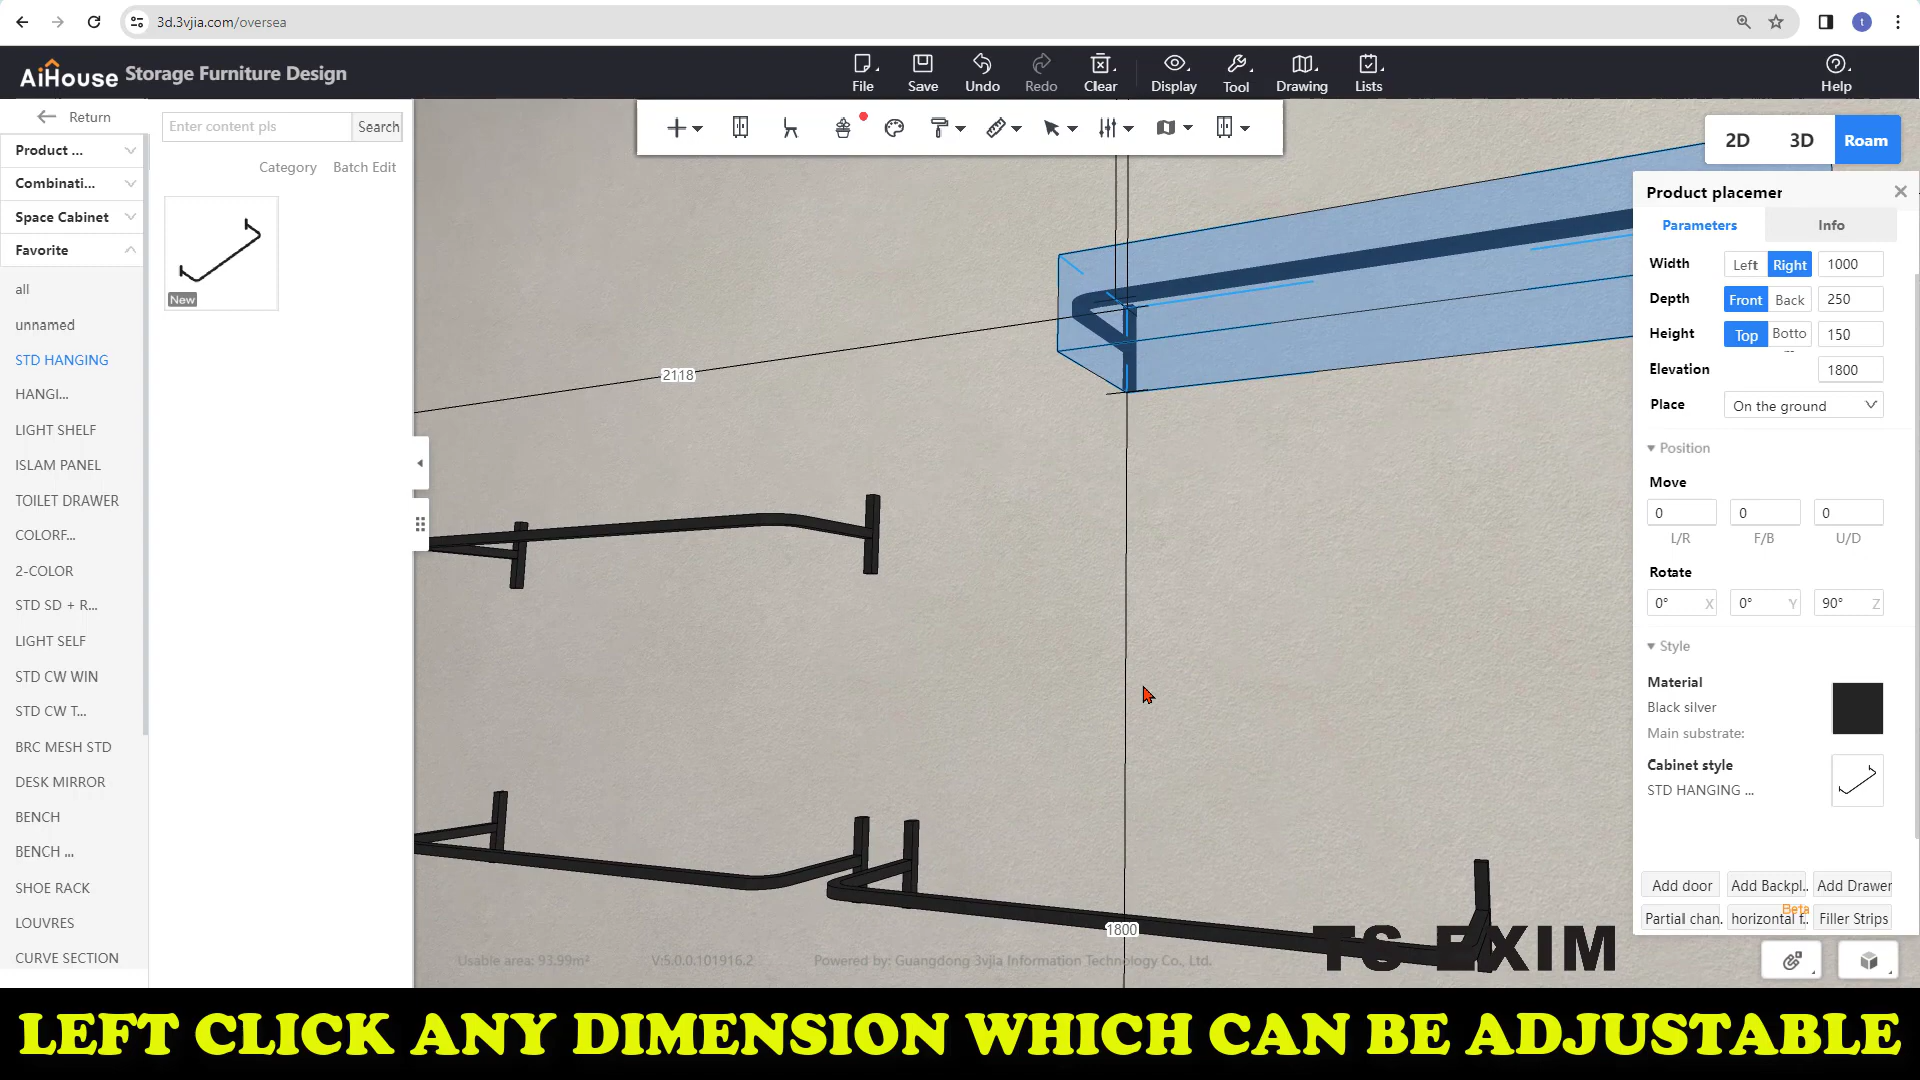 3d.3vjia.com/oversea
t
AiHouse Storage Furniture Design
File
Save
Undo
Redo
Clear
Display
Tool
Drawing
Lists
Help
Return
Enter content pls
Search
Category
Batch Edit
New
Product ...
Combinati...
Space Cabinet
Favorite
all
unnamed
STD HANGING
HANGI...
LIGHT SHELF
ISLAM PANEL
TOILET DRAWER
COLORF...
2-COLOR
STD SD + R...
LIGHT SELF
STD CW WIN
STD CW T...
BRC MESH STD
DESK MIRROR
BENCH
BENCH ...
SHOE RACK
LOUVRES
CURVE SECTION
2D
3D
Roam
2118
1800
Usable area: 93.99m²
V:5.0.0.101916.2
Powered by: Guangdong 3vjia Information Technology Co., Ltd.
TS EXIM
Product placemer
Parameters
Info
Width
Left
Right
1000
Depth
Front
Back
250
Height
Top
Botto
150
Elevation
1800
Place
On the ground
Position
Move
0
0
0
L/R
F/B
U/D
Rotate
0° X
0° Y
90° Z
Style
Material
Black silver
Main substrate:
Cabinet style
STD HANGING ...
Add door
Add Backpl..
Add Drawer
Beta
Partial chan.
horizontal f..
Filler Strips
LEFT CLICK ANY DIMENSION WHICH CAN BE ADJUSTABLE